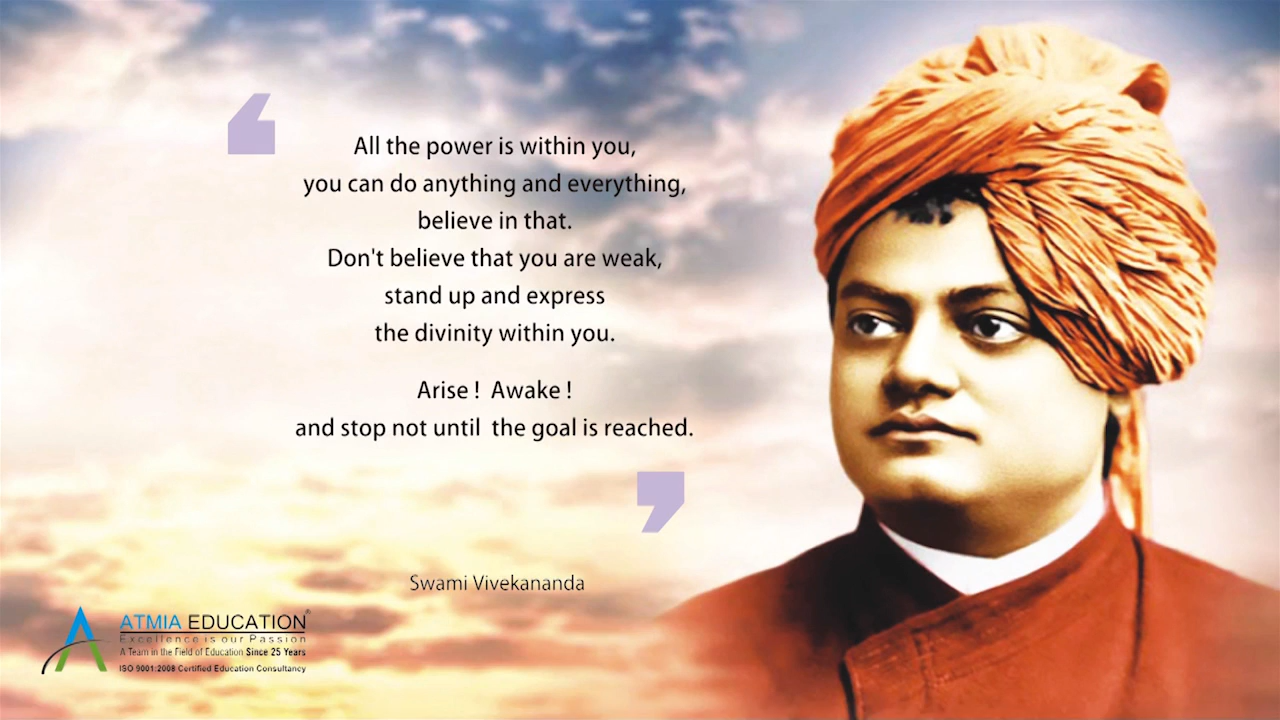 All the power is within you,
you can do anything and everything,
believe in that.
Don't believe that you are weak,
stand up and express
the divinity within you.
Arise ! Awake !
and stop not until the goal is reached.
Swami Vivekananda
ATMIA EDUCATION®
Excellence is our Passion
A Team in the Field of Education Since 25 Years
ISO 9001:2008 Certified Education Consultancy